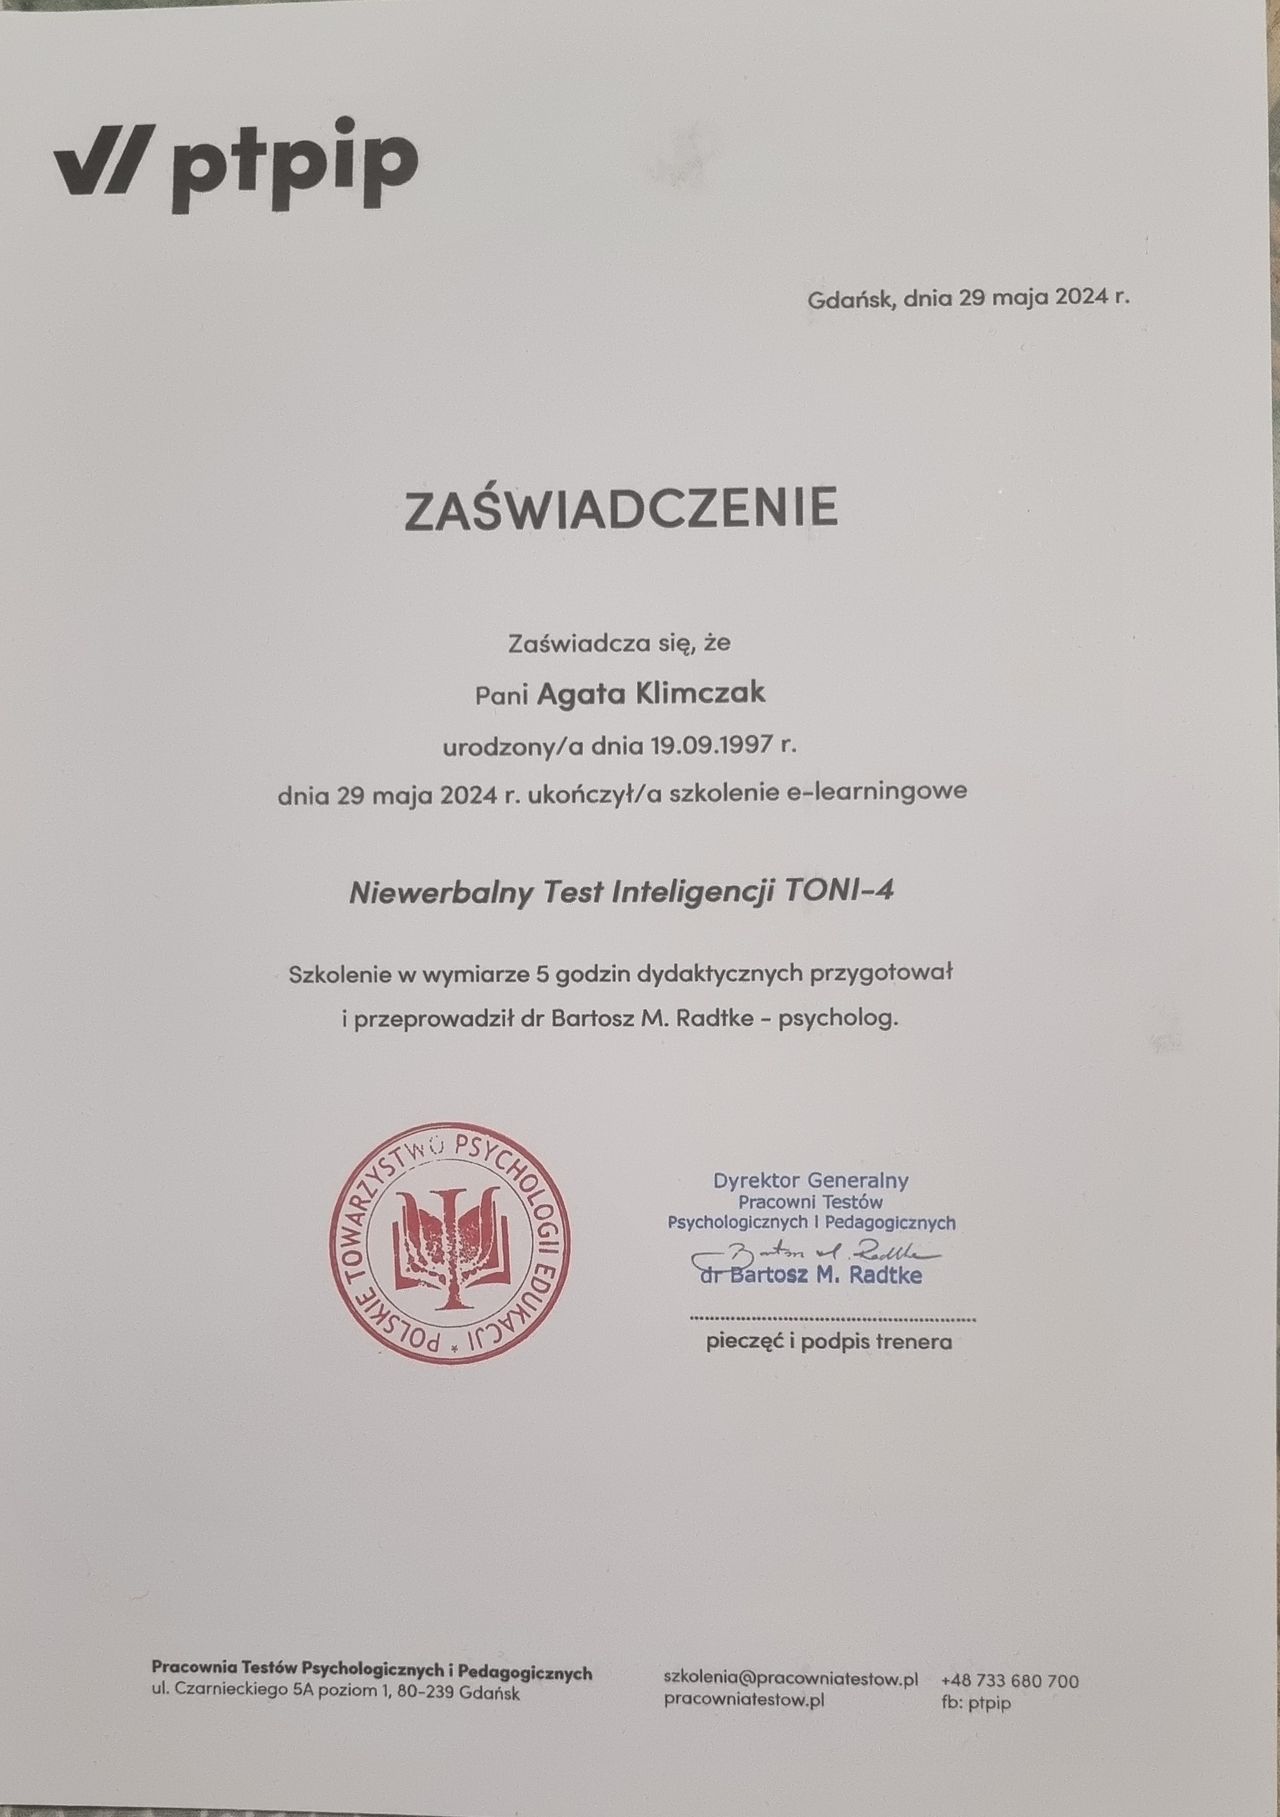 ptpip
Gdańsk, dnia 29 maja 2024 r.
ZAŚWIADCZENIE
Zaświadcza się, że
Pani Agata Klimczak
urodzony/a dnia 19.09.1997 r.
dnia 29 maja 2024 r. ukończył/a szkolenie e-learningowe
Niewerbalny Test Inteligencji TONI-4
Szkolenie w wymiarze 5 godzin dydaktycznych przygotował
i przeprowadził dr Bartosz M. Radtke - psycholog.
POLSKIE TOWARZYSTWO PSYCHOLOGII EDUKACJI *
Dyrektor Generalny
Pracowni Testów
Psychologicznych i Pedagogicznych
Bartosz M. Radtke
dr Bartosz M. Radtke
pieczęć i podpis trenera
Pracownia Testów Psychologicznych i Pedagogicznych
ul. Czarnieckiego 5A poziom 1, 80-239 Gdańsk
szkolenia@pracowniatestow.pl
pracowniatestow.pl
+48 733 680 700
fb: ptpip